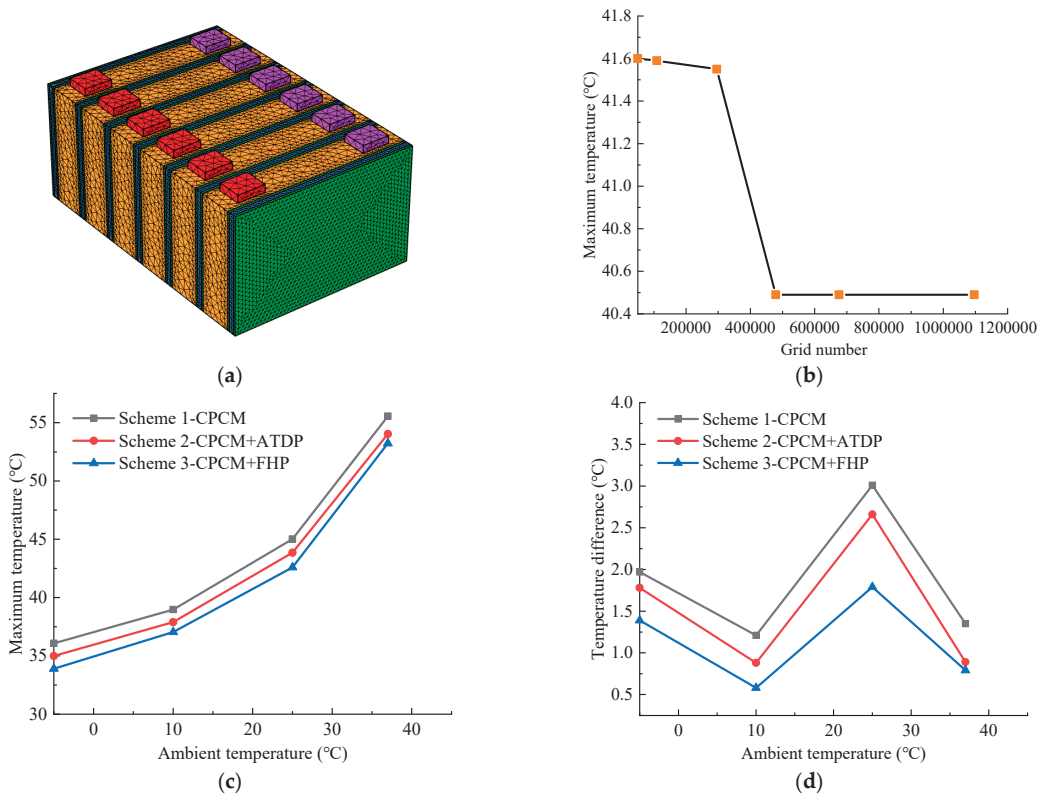 (a)
41.8
41.6
41.4
41.2
41.0
40.8
40.6
40.4
Maximum temperature (°C)
200000 400000 600000 800000 1000000 1200000
Grid number
(b)
Scheme 1-CPCM
Scheme 2-CPCM+ATDP
Scheme 3-CPCM+FHP
55
50
45
40
35
30
Maximum temperature (°C)
0 10 20 30 40
Ambient temperature (°C)
(c)
Scheme 1-CPCM
Scheme 2-CPCM+ATDP
Scheme 3-CPCM+FHP
4.0
3.5
3.0
2.5
2.0
1.5
1.0
0.5
Temperature difference (°C)
0 10 20 30 40
Ambient temperature (°C)
(d)